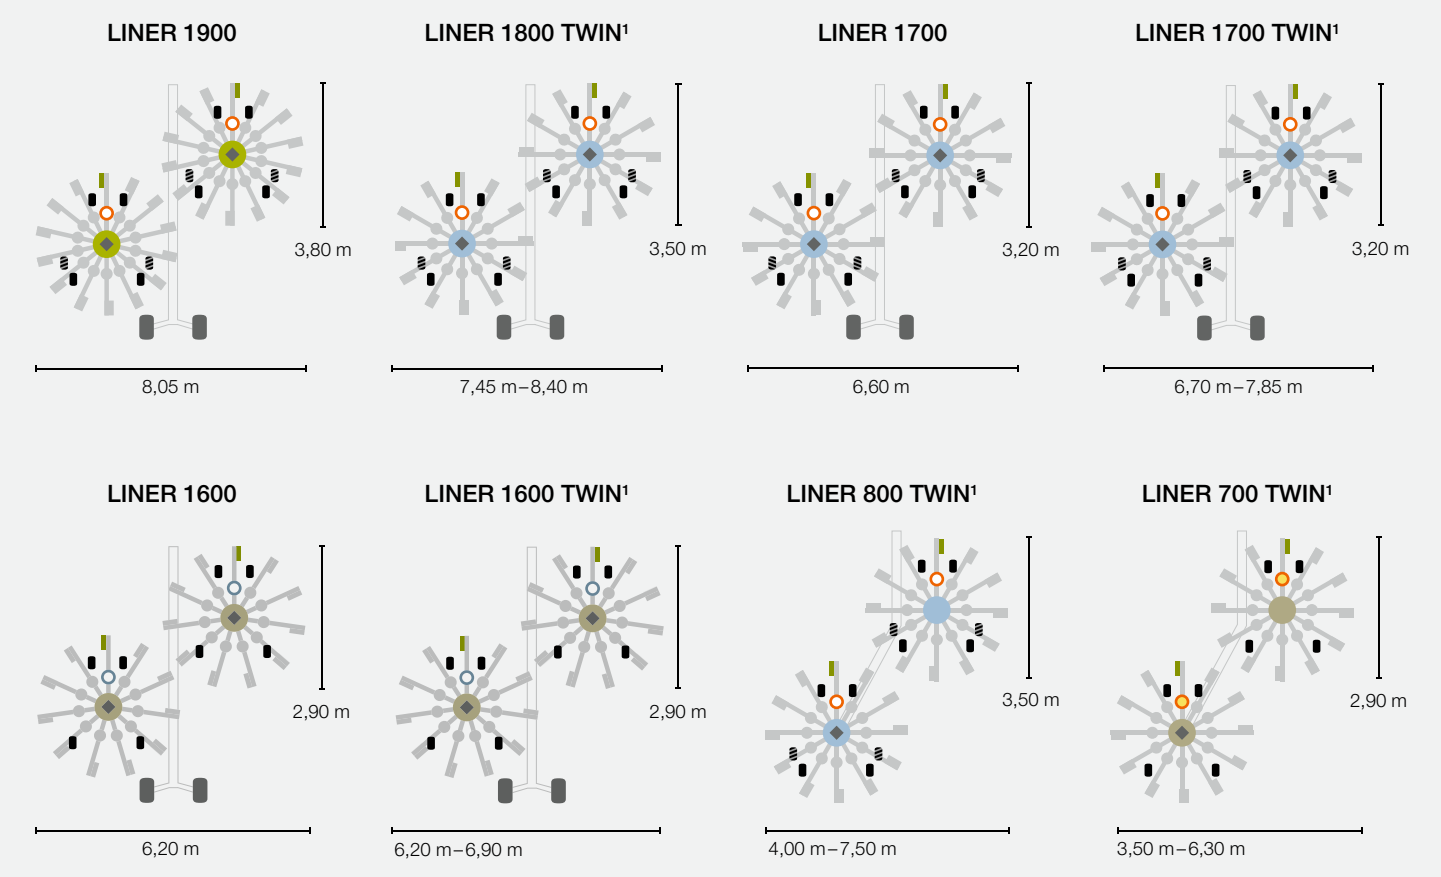 LINER 1900
LINER 1800 TWIN¹
LINER 1700
LINER 1700 TWIN¹
3,80 m
3,50 m
3,20 m
3,20 m
8,05 m
7,45 m–8,40 m
6,60 m
6,70 m–7,85 m
LINER 1600
LINER 1600 TWIN¹
LINER 800 TWIN¹
LINER 700 TWIN¹
2,90 m
2,90 m
3,50 m
2,90 m
6,20 m
6,20 m–6,90 m
4,00 m–7,50 m
3,50 m–6,30 m